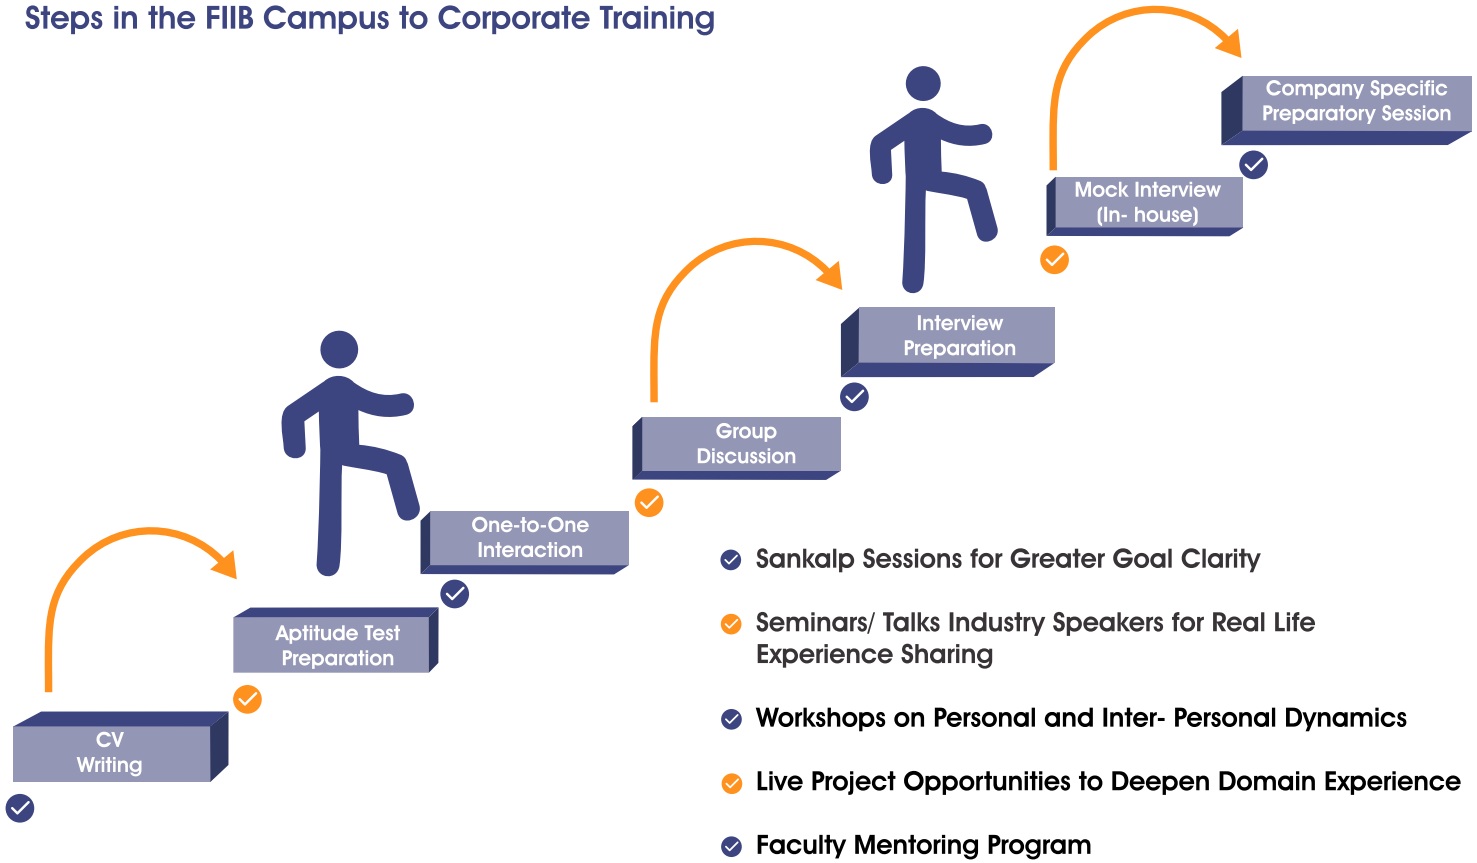 Steps in the FIIB Campus to Corporate Training
Company Specific
Preparatory Session
Mock Interview
(In- house)
Interview
Preparation
Group
Discussion
One-to-One
Interaction
Aptitude Test
Preparation
CV
Writing
Sankalp Sessions for Greater Goal Clarity
Seminars/ Talks Industry Speakers for Real Life
Experience Sharing
Workshops on Personal and Inter- Personal Dynamics
Live Project Opportunities to Deepen Domain Experience
Faculty Mentoring Program